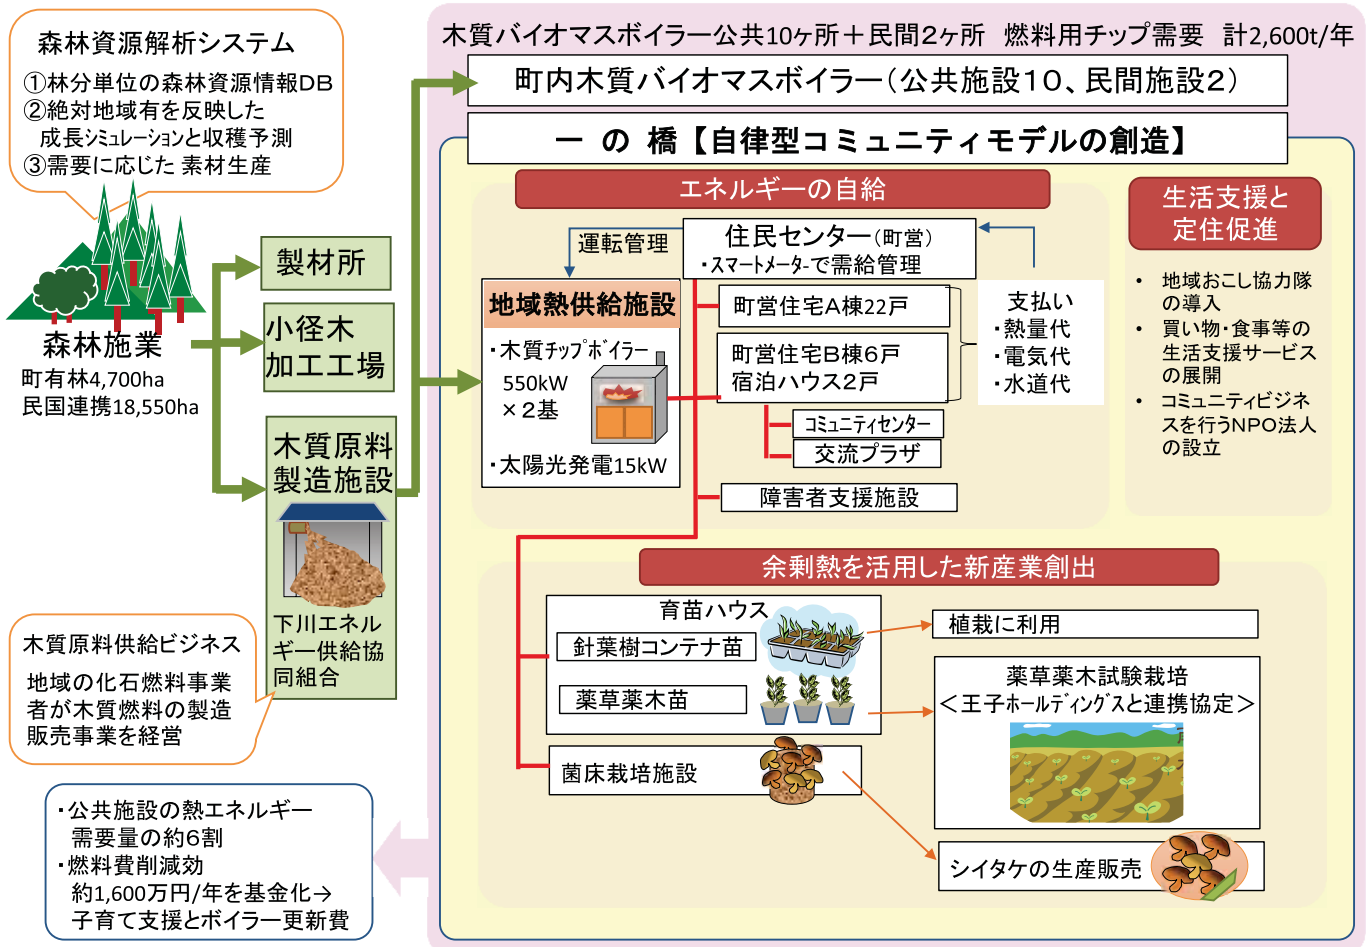 森林資源解析システム
①林分単位の森林資源情報DB
②絶対地域有を反映した
成長シミュレーションと収穫予測
③需要に応じた 素材生産
森林施業
町有林4,700ha
民国連携18,550ha
製材所
小径木
加工工場
木質原料
製造施設
下川エネル
ギー供給協
同組合
木質原料供給ビジネス
地域の化石燃料事業
者が木質燃料の製造
販売事業を経営
・公共施設の熱エネルギー
需要量の約6割
・燃料費削減効
約1,600万円/年を基金化→
子育て支援とボイラー更新費
木質バイオマスボイラー公共10ヶ所＋民間２ヶ所 燃料用チップ需要 計2,600t/年
町内木質バイオマスボイラー（公共施設１０、民間施設２）
一 の 橋 【自律型コミュニティモデルの創造】
エネルギーの自給
運転管理
住民センター（町営）
・スマートメーターで需給管理
地域熱供給施設
・木質チップボイラー
550kW
×２基
・太陽光発電15kW
町営住宅A棟22戸
町営住宅B棟６戸
宿泊ハウス２戸
コミュニティセンター
交流プラザ
障害者支援施設
支払い
・熱量代
・電気代
・水道代
生活支援と
定住促進
• 地域おこし協力隊
の導入
• 買い物・食事等の
生活支援サービス
の展開
• コミュニティビジネ
スを行うNPO法人
の設立
余剰熱を活用した新産業創出
育苗ハウス
針葉樹コンテナ苗
薬草薬木苗
菌床栽培施設
植栽に利用
薬草薬木試験栽培
＜王子ホールディングスと連携協定＞
シイタケの生産販売